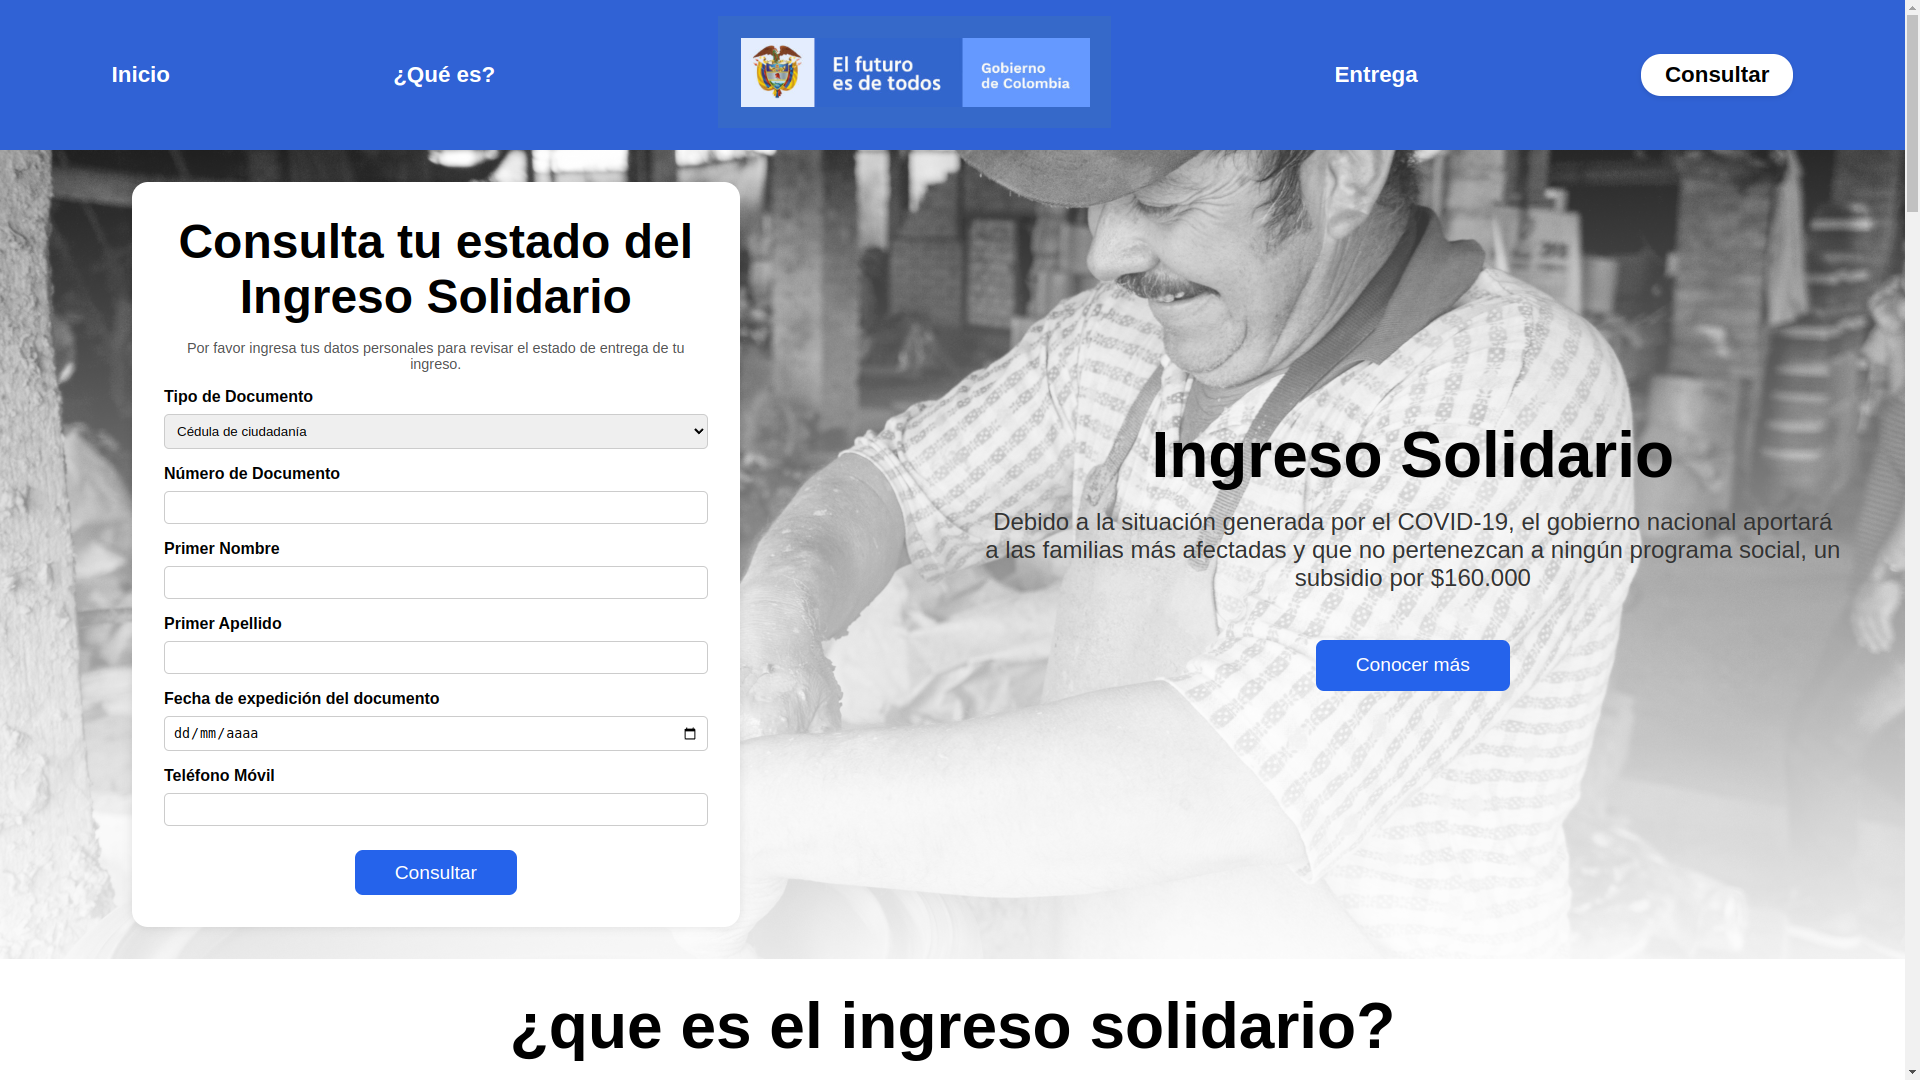 Inicio
¿Qué es?
El futuro
es de todos
Gobierno
de Colombia
Entrega
Consultar
Consulta tu estado del
Ingreso Solidario
Por favor ingresa tus datos personales para revisar el estado de entrega de tu
ingreso.
Tipo de Documento
Cédula de ciudadanía
Número de Documento
Primer Nombre
Primer Apellido
Fecha de expedición del documento
dd/mm/aaaa
Teléfono Móvil
Consultar
Ingreso Solidario
Debido a la situación generada por el COVID-19, el gobierno nacional aportará
a las familias más afectadas y que no pertenezcan a ningún programa social, un
subsidio por $160.000
Conocer más
¿que es el ingreso solidario?